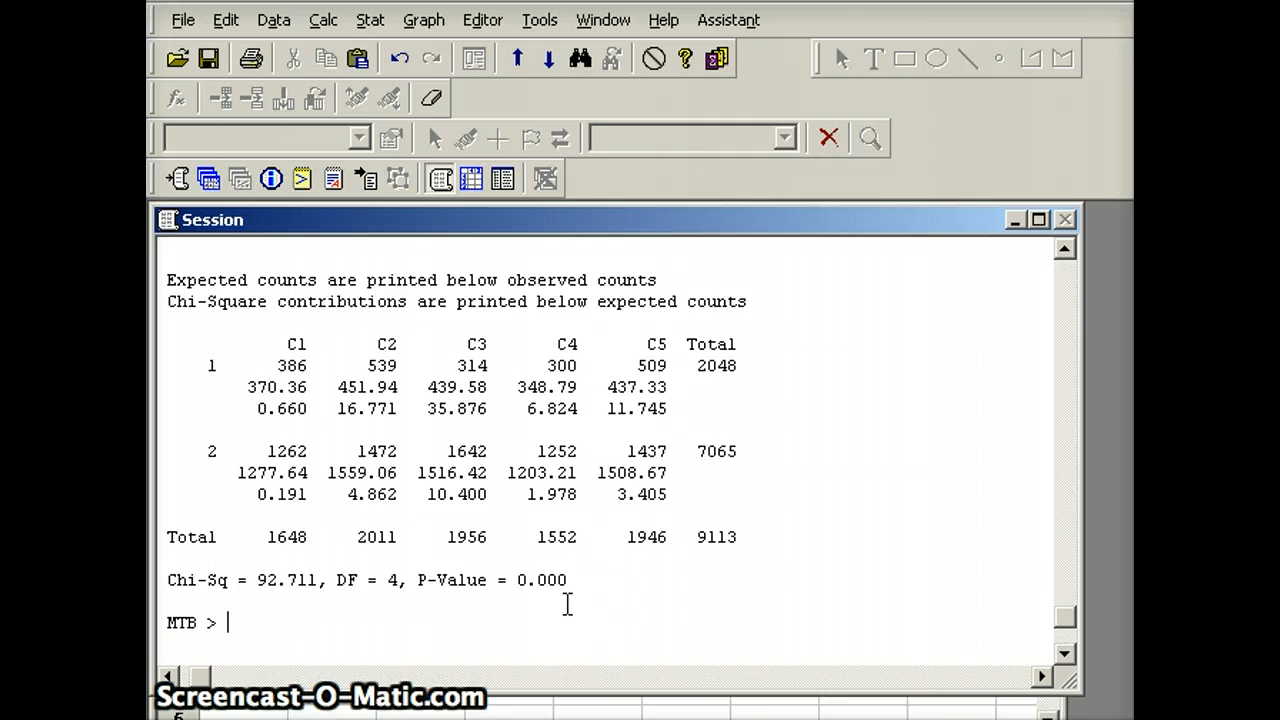 File Edit Data Calc Stat Graph Editor Tools Window Help Assistant
Session
Expected counts are printed below observed counts
Chi-Square contributions are printed below expected counts
C1 C2 C3 C4 C5 Total
1 386 539 314 300 509 2048
370.36 451.94 439.58 348.79 437.33
0.660 16.771 35.876 6.824 11.745
2 1262 1472 1642 1252 1437 7065
1277.64 1559.06 1516.42 1203.21 1508.67
0.191 4.862 10.400 1.978 3.405
Total 1648 2011 1956 1552 1946 9113
Chi-Sq = 92.711, DF = 4, P-Value = 0.000
MTB >
Screencast-O-Matic.com
5